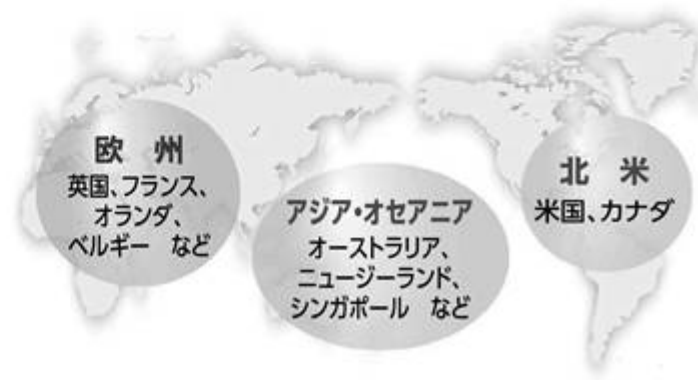 欧 州
英国、フランス、
オランダ、
ベルギー など
アジア・オセアニア
オーストラリア、
ニュージーランド、
シンガポール など
北 米
米国、カナダ